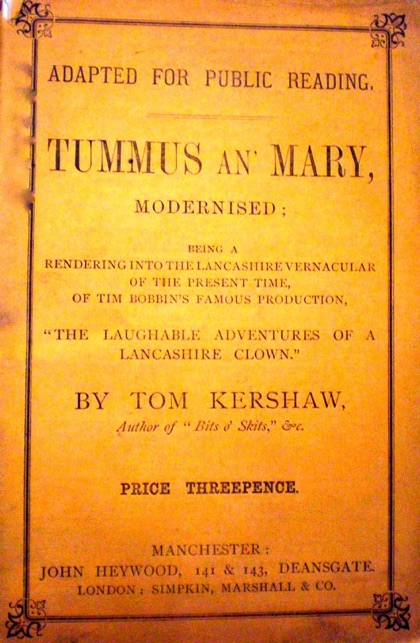 ADAPTED FOR PUBLIC READING.
TUMMUS AN' MARY,
MODERNISED;
BEING A
RENDERING INTO THE LANCASHIRE VERNACULAR
OF THE PRESENT TIME,
OF TIM BOBBIN'S FAMOUS PRODUCTION,
"THE LAUGHABLE ADVENTURES OF A
LANCASHIRE CLOWN."
BY TOM KERSHAW,
Author of "Bits o' Skits," &c.
PRICE THREEPENCE.
MANCHESTER:
JOHN HEYWOOD, 141 & 143, DEANSGATE.
LONDON: SIMPKIN, MARSHALL & CO.